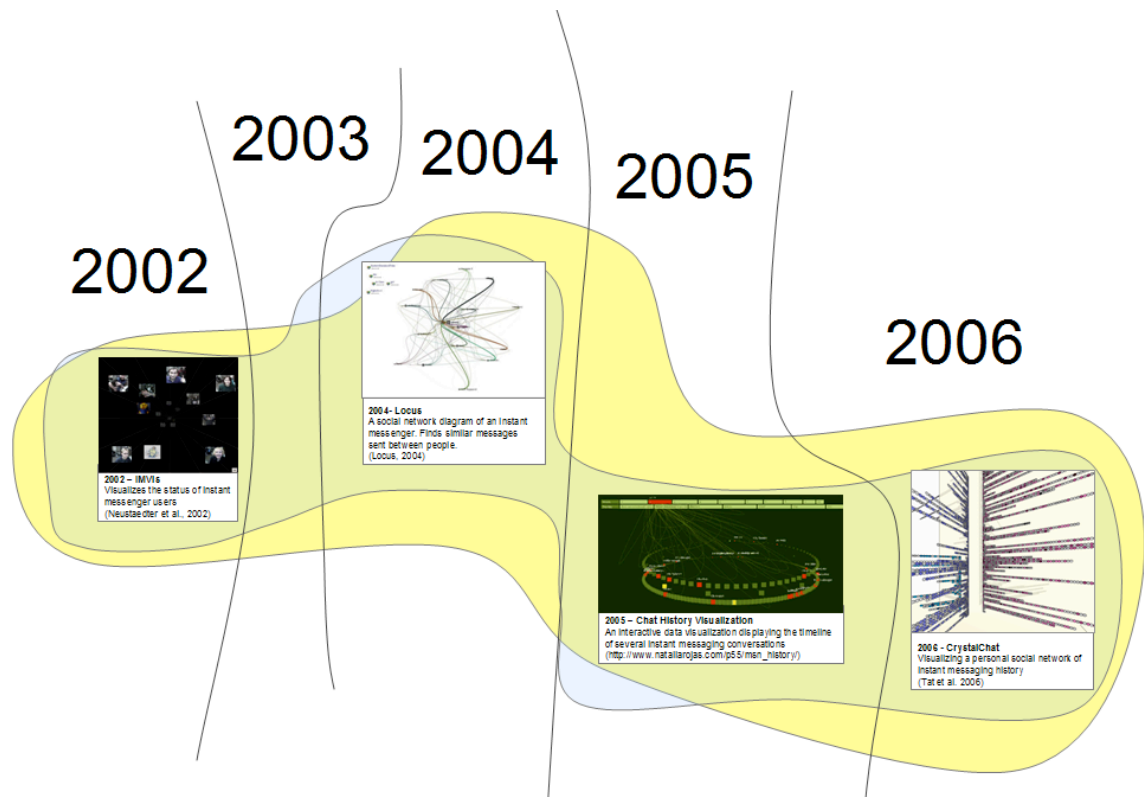 2003
2004
2005
2002
2006
2002 – IMVis
Visualizes the status of instant
messenger users
(Neustaedter et al., 2002)
2004- Locus
A social network diagram of an instant
messenger. Finds similar messages
sent between people.
(Locus, 2004)
2005 – Chat History Visualization
An interactive data visualization displaying the timeline
of several instant messaging conversations
(http://www.nataliarojas.com/p55/msn_history/)
2006 - CrystalChat
Visualizing a personal social network of
instant messaging history
(Tat et al. 2006)